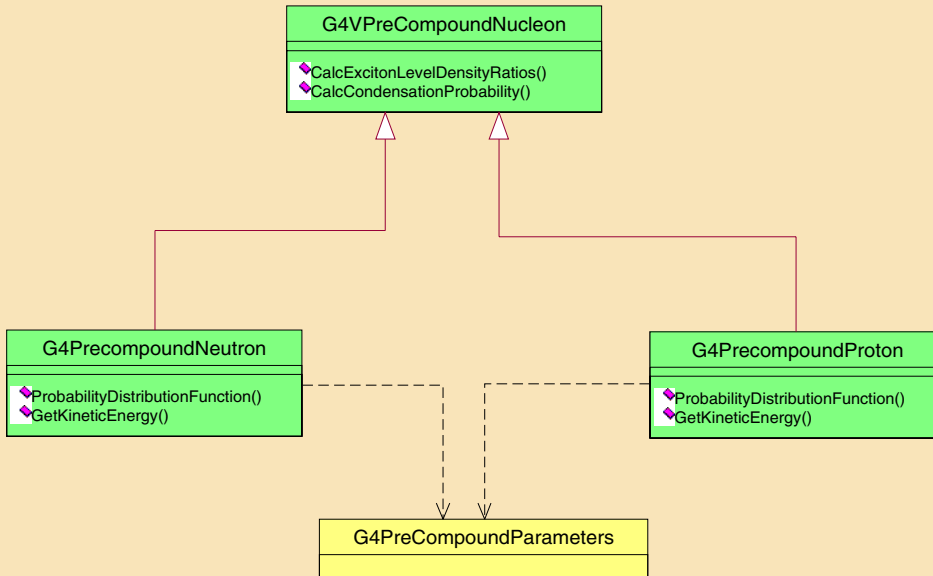 G4VPreCompoundNucleon
CalcExcitonLevelDensityRatios()
CalcCondensationProbability()
G4PrecompoundNeutron
ProbabilityDistributionFunction()
GetKineticEnergy()
G4PrecompoundProton
ProbabilityDistributionFunction()
GetKineticEnergy()
G4PreCompoundParameters